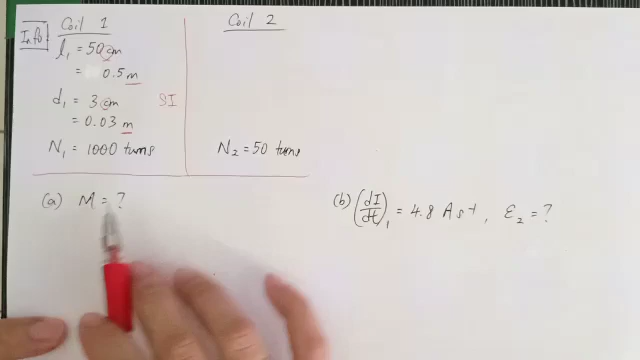 Info
Coil 1
l₁ = 50 cm
= 0.5 m
d₁ = 3 cm
= 0.03 m
SI
N₁ = 1000 turns
Coil 2
N₂ = 50 turns
(a) M = ?
(b) (dI/dt)₁ = 4.8 A s⁻¹, ε₂ = ?